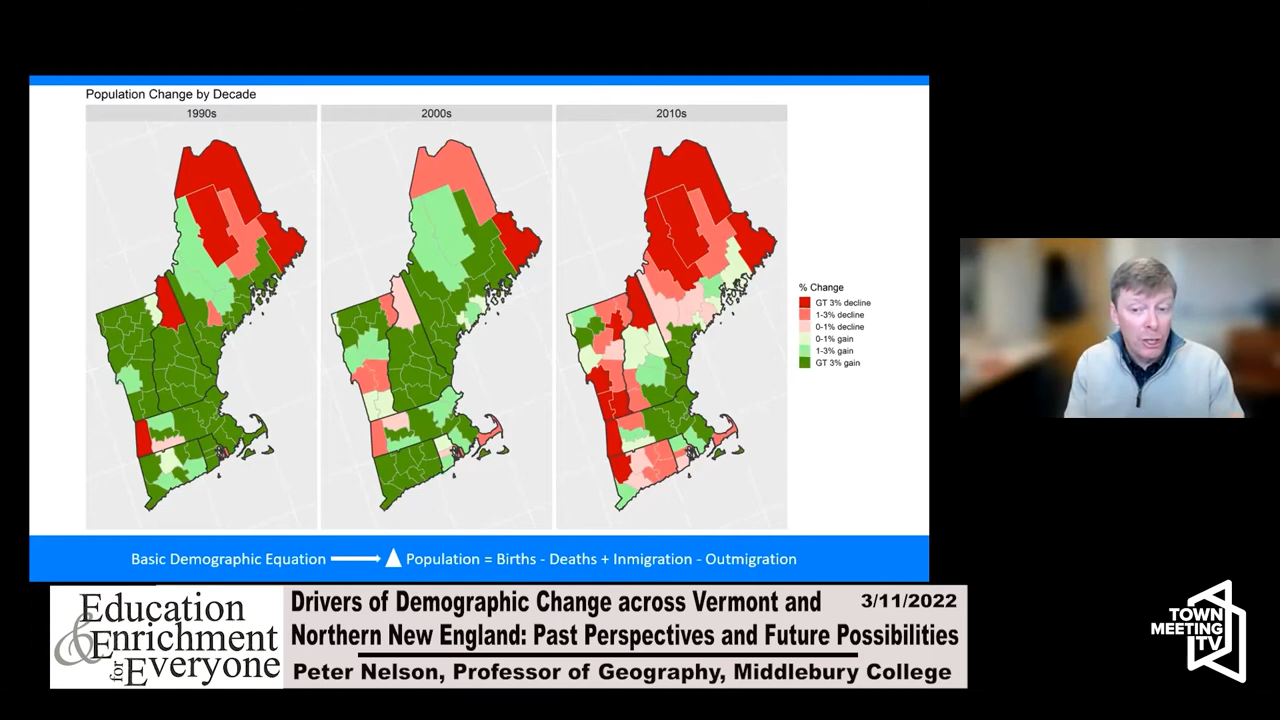 Population Change by Decade
1990s
2000s
2010s
% Change
GT 3% decline
1-3% decline
0-1% decline
0-1% gain
1-3% gain
GT 3% gain
Basic Demographic Equation
Population = Births - Deaths + Inmigration - Outmigration
Education
& Enrichment
for Everyone
Drivers of Demographic Change across Vermont and
Northern New England: Past Perspectives and Future Possibilities
3/11/2022
Peter Nelson, Professor of Geography, Middlebury College
TOWN
MEETING
TV